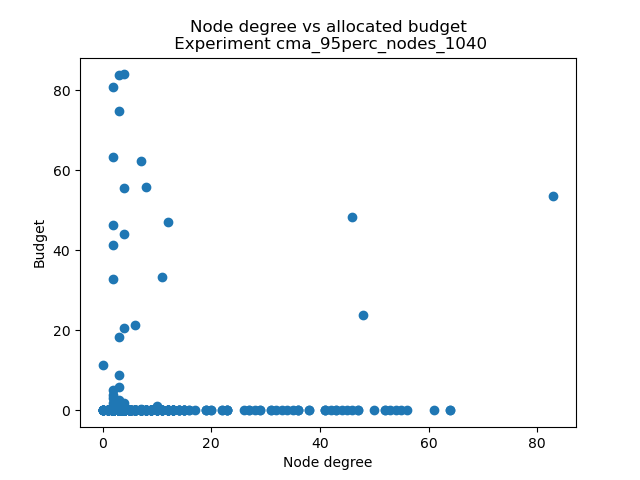 Node degree vs allocated budget
Experiment cma_95perc_nodes_1040
Budget
80
60
40
20
0
0 20 40 60 80
Node degree